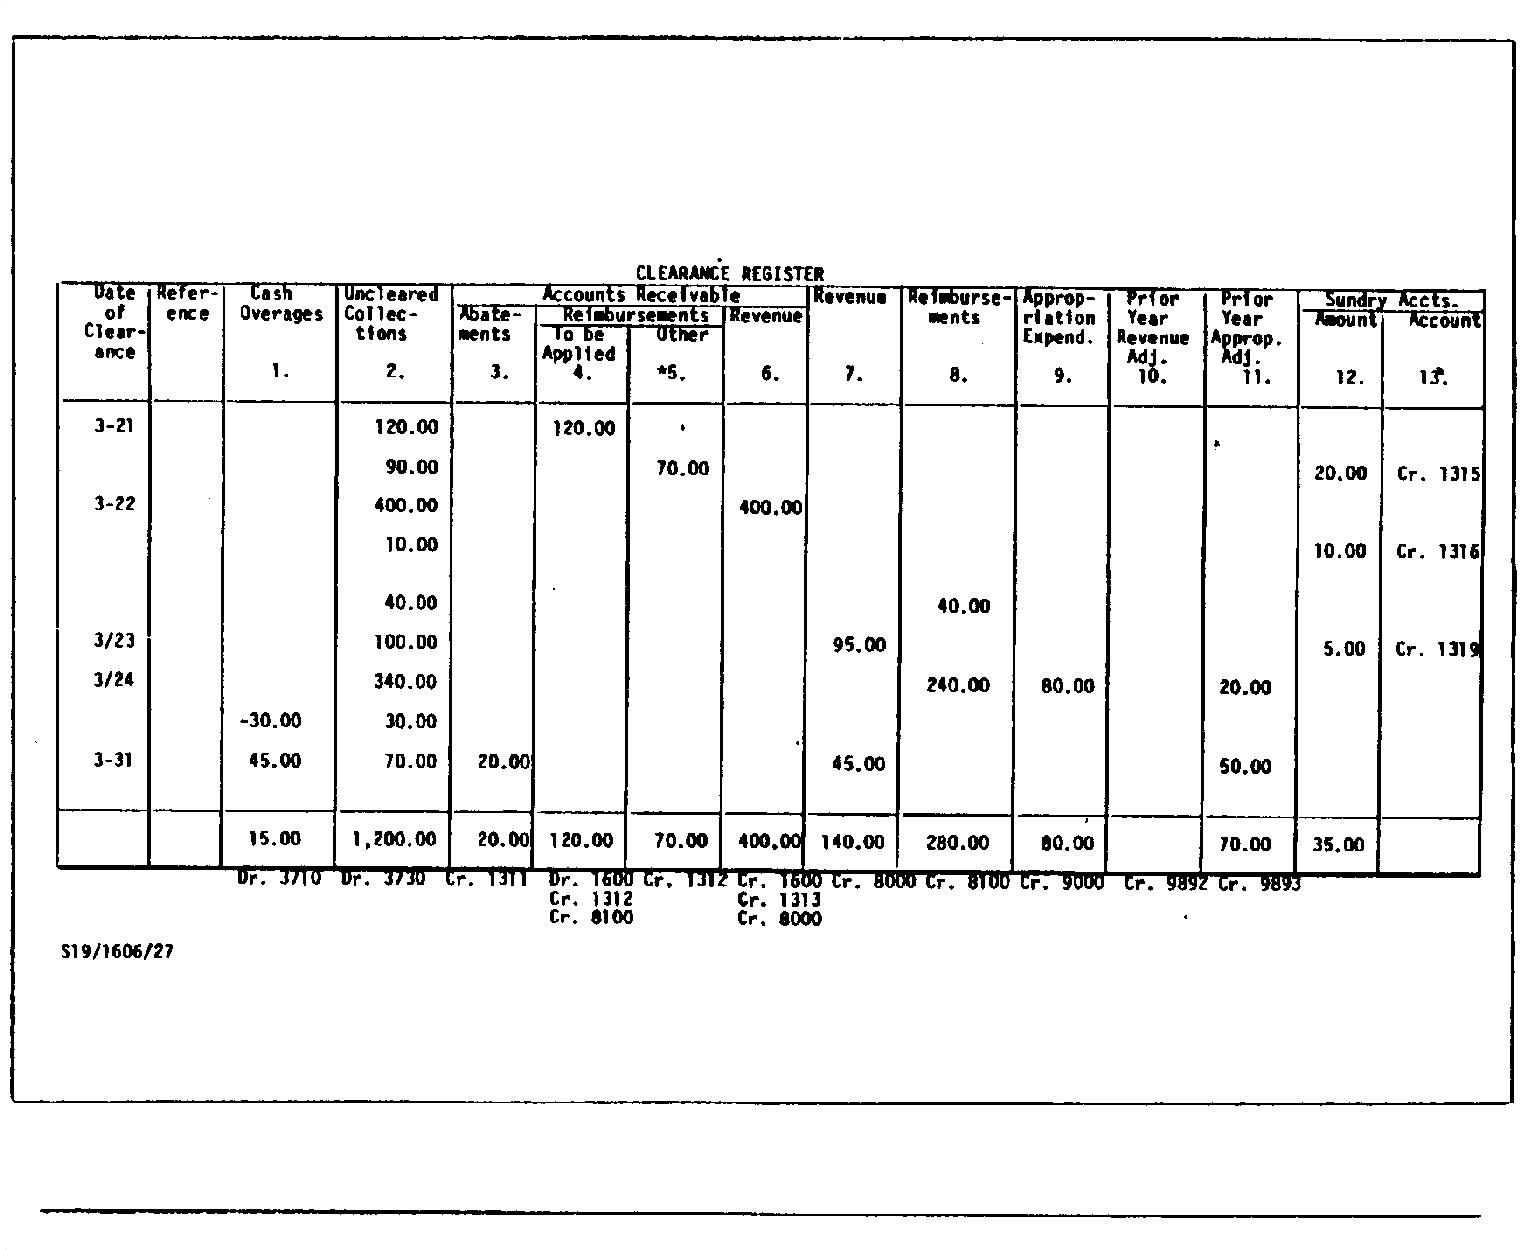 CLEARANCE REGISTER
Date Refer- Cash Uncleared Accounts Receivable Revenue Reimburse- Approp- Prior Prior Sundry Accts.
of ence Overages Collec- Abate- Reimbursements Revenue ments riation Year Year Amount Account
Clear- tions ments To be Other Expend. Revenue Approp.
ance Applied Adj. Adj.
1. 2. 3. 4. *5. 6. 7. 8. 9. 10. 11. 12. 13.
3-21 120.00 120.00
90.00 70.00 20.00 Cr. 1315
3-22 400.00 400.00
10.00 10.00 Cr. 1316
40.00 40.00
3/23 100.00 95.00 5.00 Cr. 1319
3/24 340.00 240.00 80.00 20.00
-30.00 30.00
3-31 45.00 70.00 20.00 45.00 50.00
15.00 1,200.00 20.00 120.00 70.00 400.00 140.00 280.00 80.00 70.00 35.00
Dr. 3710 Dr. 3730 Cr. 1311 Dr. 1600 Cr. 1312 Cr. 1600 Cr. 8000 Cr. 8100 Cr. 9000 Cr. 9892 Cr. 9893
Cr. 1312 Cr. 1313
Cr. 8100 Cr. 8000
S19/1606/27